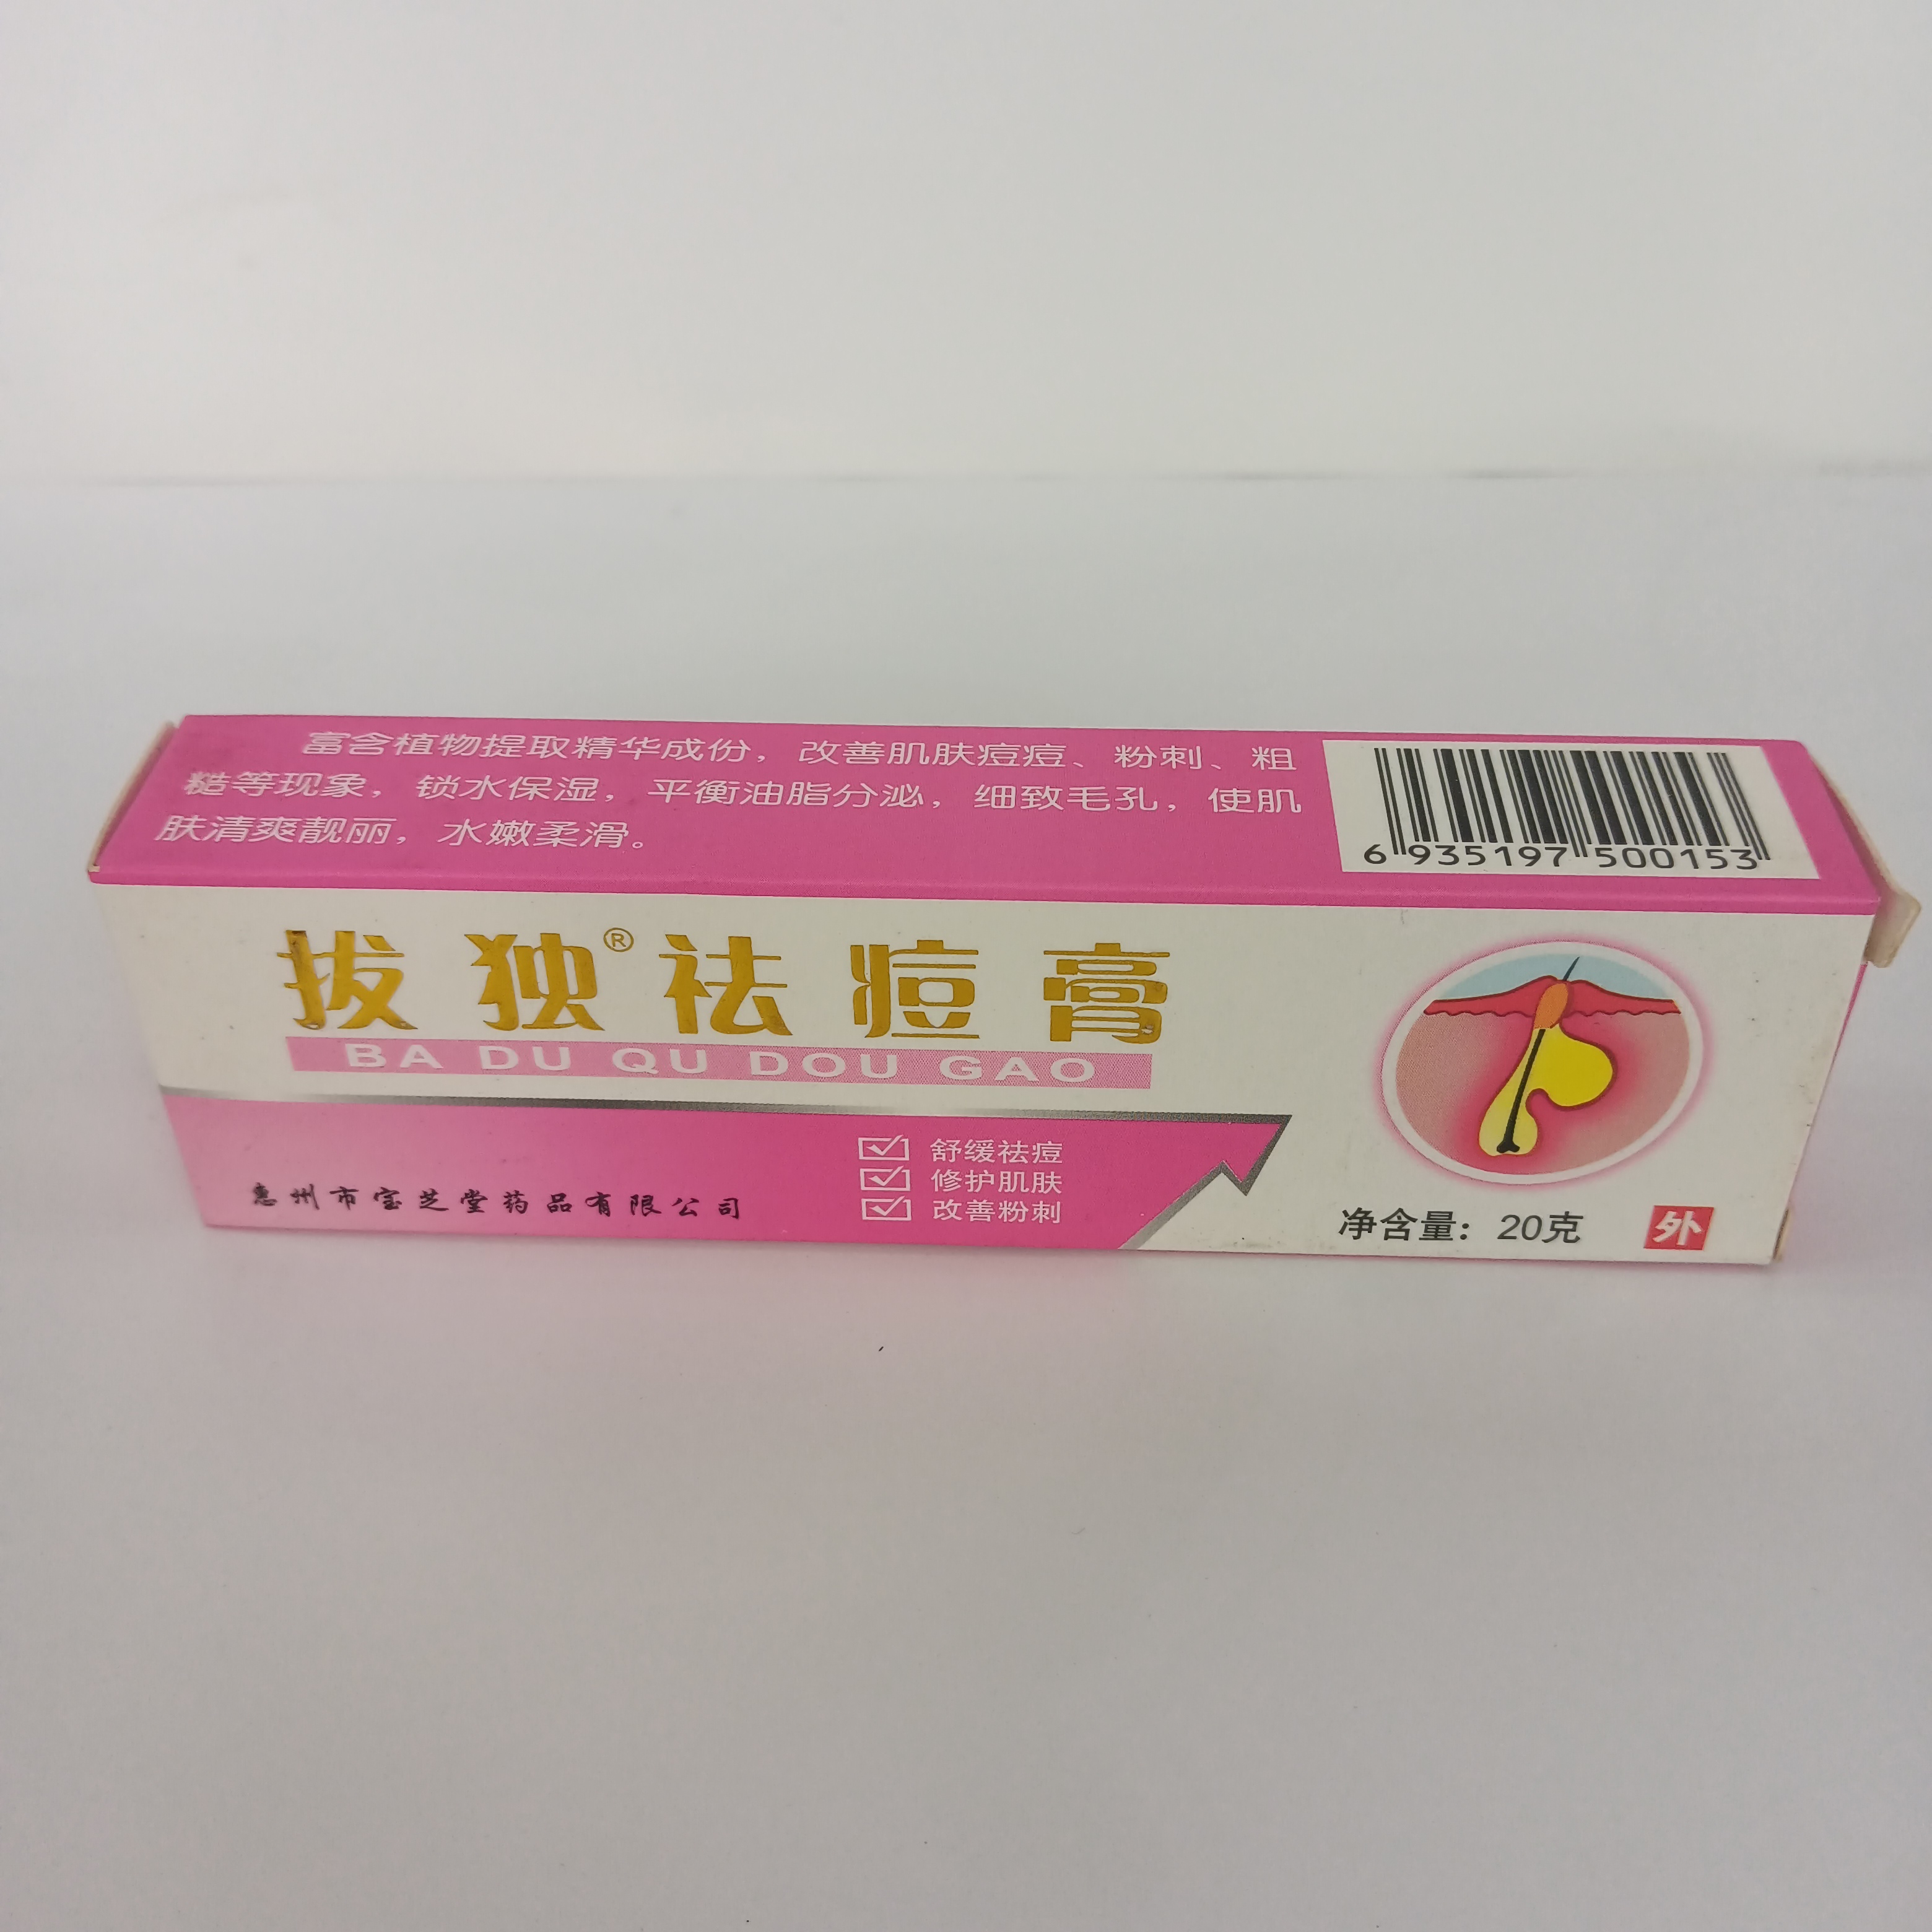 富含植物提取精华成份，改善肌肤痘痘、粉刺、粗
糙等现象，锁水保湿，平衡油脂分泌，细致毛孔，使肌
肤清爽靓丽，水嫩柔滑。
6 935197 500153
拔独®祛痘膏
BA DU QU DOU GAO
舒缓祛痘
修护肌肤
改善粉刺
惠州市宝芝堂药品有限公司
净含量：20克
外